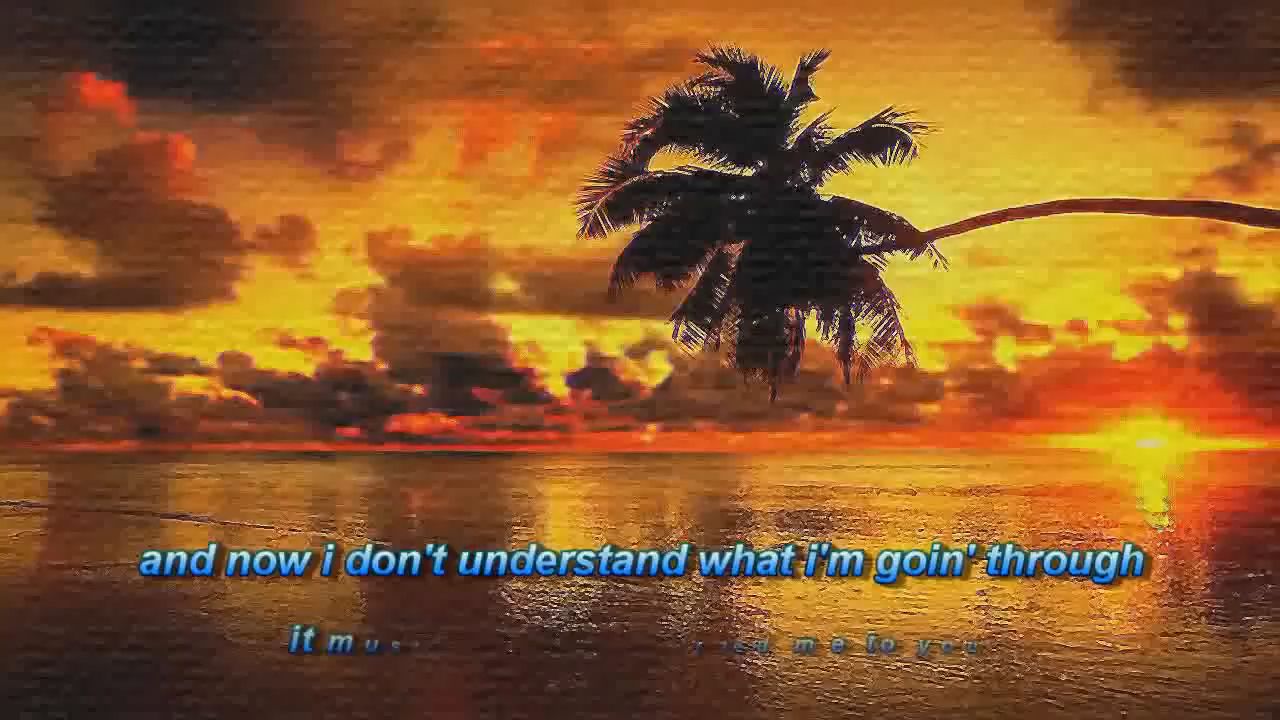 and now i don't understand what i'm goin' through
it me to you